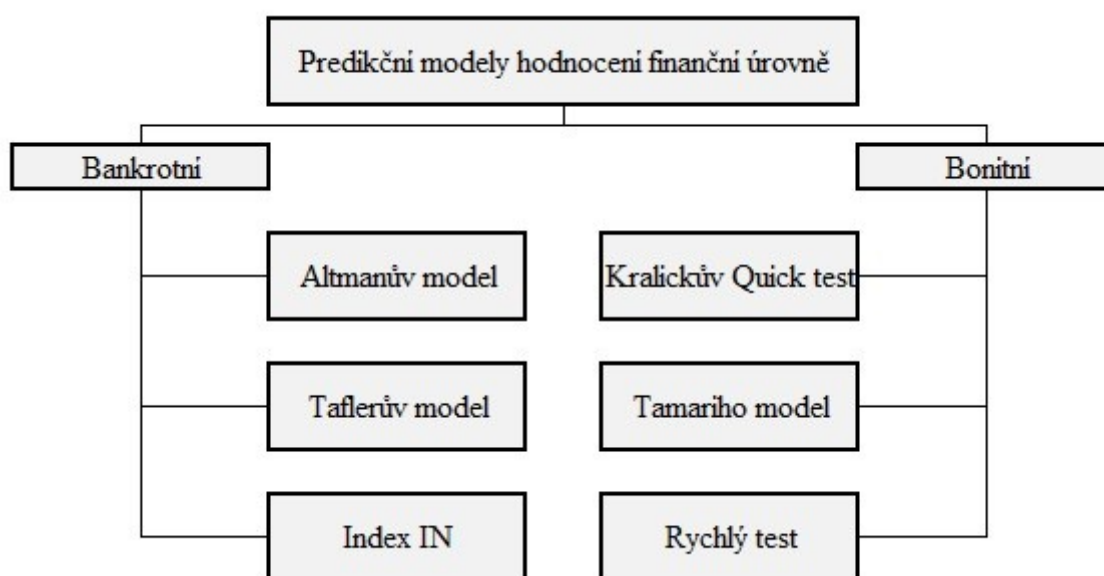 Predikční modely hodnocení finanční úrovně
Bankrotní
Bonitní
Altmanův model
Kralickův Quick test
Taflerův model
Tamariho model
Index IN
Rychlý test